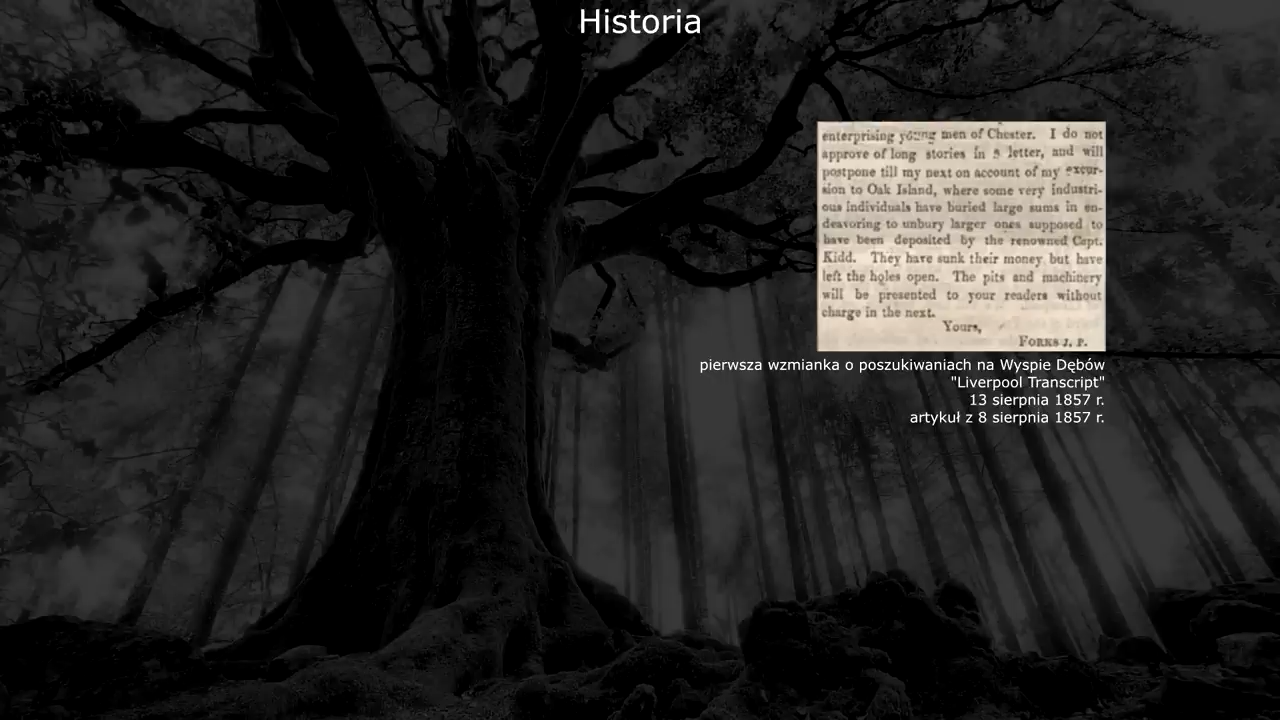 Historia
enterprising young men of Chester. I do not
approve of long stories in a letter, and will
postpone till my next on account of my excur-
sion to Oak Island, where some very industri-
ous individuals have buried large sums in en-
deavoring to unbury larger ones supposed to
have been deposited by the renowned Capt.
Kidd. They have sunk their money but have
left the holes open. The pits and machinery
will be presented to your readers without
charge in the next.
Yours,
FORKS J. P.
pierwsza wzmianka o poszukiwaniach na Wyspie Dębów
"Liverpool Transcript"
13 sierpnia 1857 r.
artykuł z 8 sierpnia 1857 r.